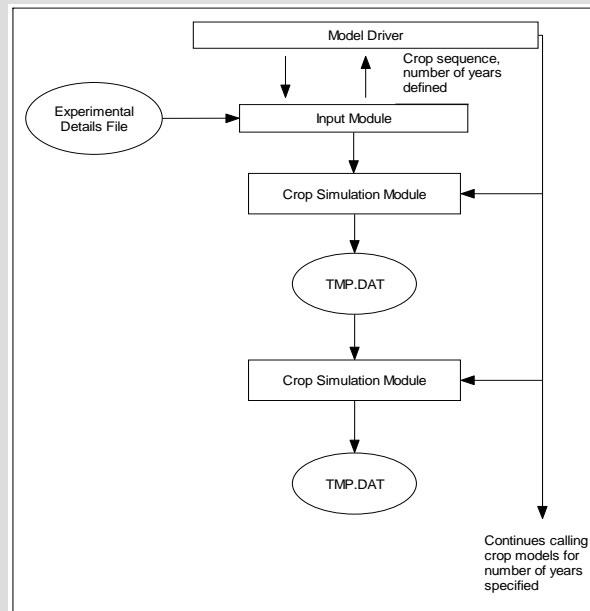 Model Driver
Crop sequence,
number of years
defined
Experimental
Details File
Input Module
Crop Simulation Module
TMP.DAT
Crop Simulation Module
TMP.DAT
Continues calling
crop models for
number of years
specified